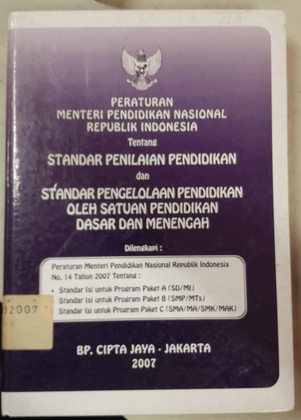 PERATURAN
MENTERI PENDIDIKAN NASIONAL
REPUBLIK INDONESIA
Tentang
STANDAR PENILAIAN PENDIDIKAN
dan
STANDAR PENGELOLAAN PENDIDIKAN
OLEH SATUAN PENDIDIKAN
DASAR DAN MENENGAH
Dilengkapi :
Peraturan Menteri Pendidikan Nasional Republik Indonesia
No. 14 Tahun 2007 Tentang :
• Standar Isi untuk Program Paket A (SD/MI)
Standar Isi untuk Program Paket B (SMP/MTs)
Standar Isi untuk Program Paket C (SMA/MA/SMK/MAK)
2007
BP. CIPTA JAYA - JAKARTA
2007